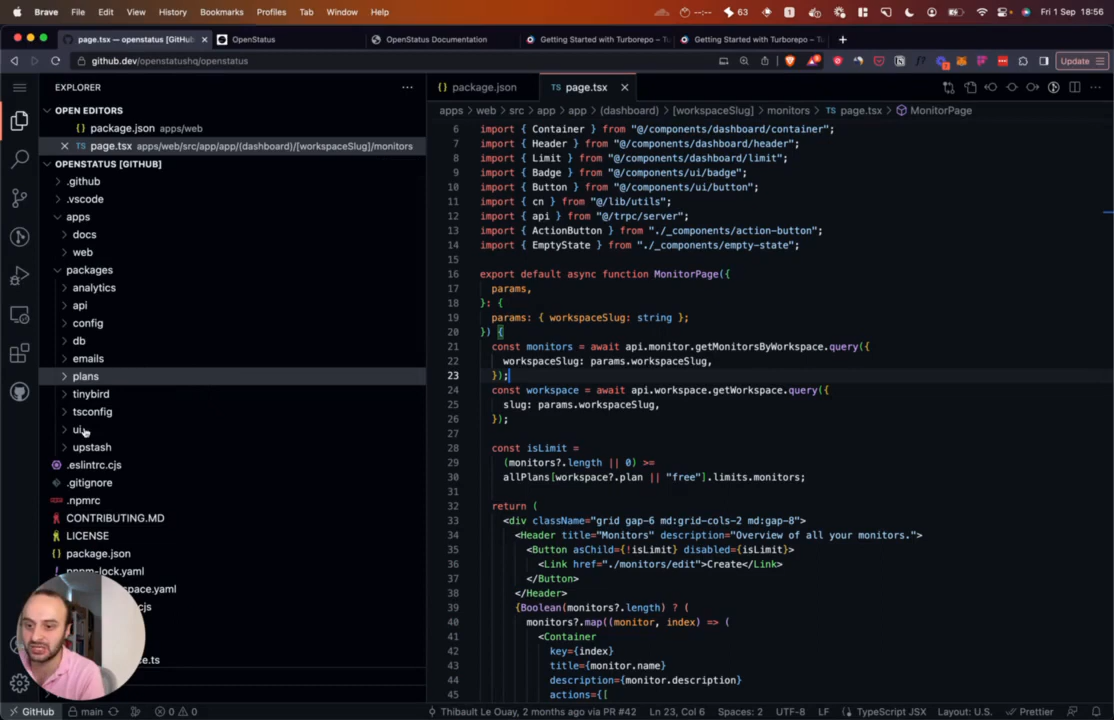 Brave File Edit View History Bookmarks Profiles Tab Window Help 63 1 Fri 1 Sep 18:56
page.tsx — openstatus [GitHub] OpenStatus OpenStatus Documentation Getting Started with Turborepo – Tu Getting Started with Turborepo – Tu
github.dev/openstatushq/openstatus Update
EXPLORER
OPEN EDITORS
package.json apps/web
page.tsx apps/web/src/app/app/(dashboard)/[workspaceSlug]/monitors
OPENSTATUS [GITHUB]
.github
.vscode
apps
docs
web
packages
analytics
api
config
db
emails
plans
tinybird
tsconfig
ui
upstash
.eslintrc.cjs
.gitignore
.npmrc
CONTRIBUTING.MD
LICENSE
package.json
pnpm-lock.yaml
space.yaml
cjs
ce.ts
package.json TS page.tsx
apps > web > src > app > app > (dashboard) > [workspaceSlug] > monitors > TS page.tsx > MonitorPage
6 import { Container } from "@/components/dashboard/container";
7 import { Header } from "@/components/dashboard/header";
8 import { Limit } from "@/components/dashboard/limit";
9 import { Badge } from "@/components/ui/badge";
10 import { Button } from "@/components/ui/button";
11 import { cn } from "@/lib/utils";
12 import { api } from "@/trpc/server";
13 import { ActionButton } from "./_components/action-button";
14 import { EmptyState } from "./_components/empty-state";
15
16 export default async function MonitorPage({
17 params,
18 }: {
19 params: { workspaceSlug: string };
20 }) {
21 const monitors = await api.monitor.getMonitorsByWorkspace.query({
22 workspaceSlug: params.workspaceSlug,
23 });
24 const workspace = await api.workspace.getWorkspace.query({
25 slug: params.workspaceSlug,
26 });
27
28 const isLimit =
29 (monitors?.length || 0) >=
30 allPlans[workspace?.plan || "free"].limits.monitors;
31
32 return (
33 <div className="grid gap-6 md:grid-cols-2 md:gap-8">
34 <Header title="Monitors" description="Overview of all your monitors.">
35 <Button asChild={!isLimit} disabled={isLimit}>
36 <Link href="./monitors/edit">Create</Link>
37 </Button>
38 </Header>
39 {Boolean(monitors?.length) ? (
40 monitors?.map((monitor, index) => (
41 <Container
42 key={index}
43 title={monitor.name}
44 description={monitor.description}
45 actions={[
GitHub main 0 0 Thibault Le Ouay, 2 months ago via PR #42 Ln 23, Col 6 Spaces: 2 UTF-8 LF TypeScript JSX Layout: U.S. Prettier